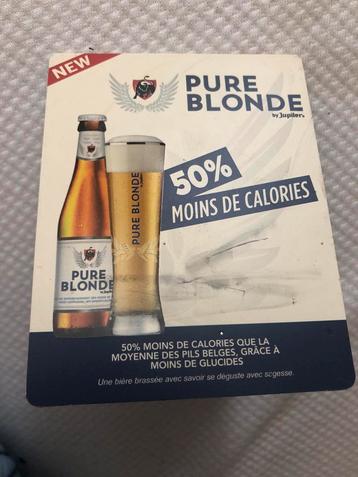 NEW
PURE
BLONDE
by Jupiler
50%
MOINS DE CALORIES
PURE BLONDE
PURE
BLONDE
50% MOINS DE CALORIES QUE LA
MOYENNE DES PILS BELGES, GRÂCE À
MOINS DE GLUCIDES
Une bière brassée avec savoir se déguste avec sagesse.